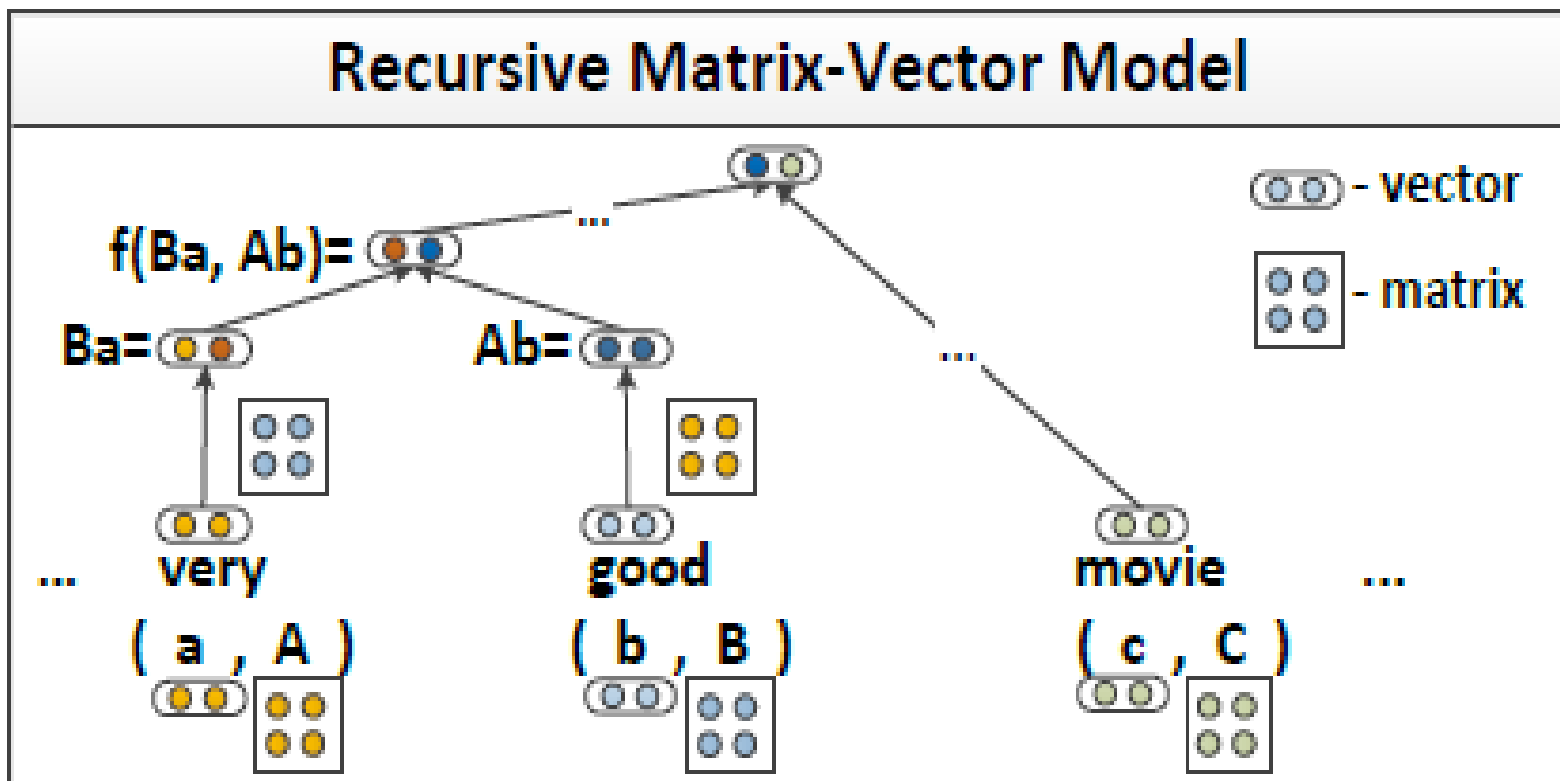 Recursive Matrix-Vector Model
- vector
...
f(Ba, Ab)=
- matrix
Ba=
Ab=
...
... very good movie ...
( a , A ) ( b , B ) ( c , C )